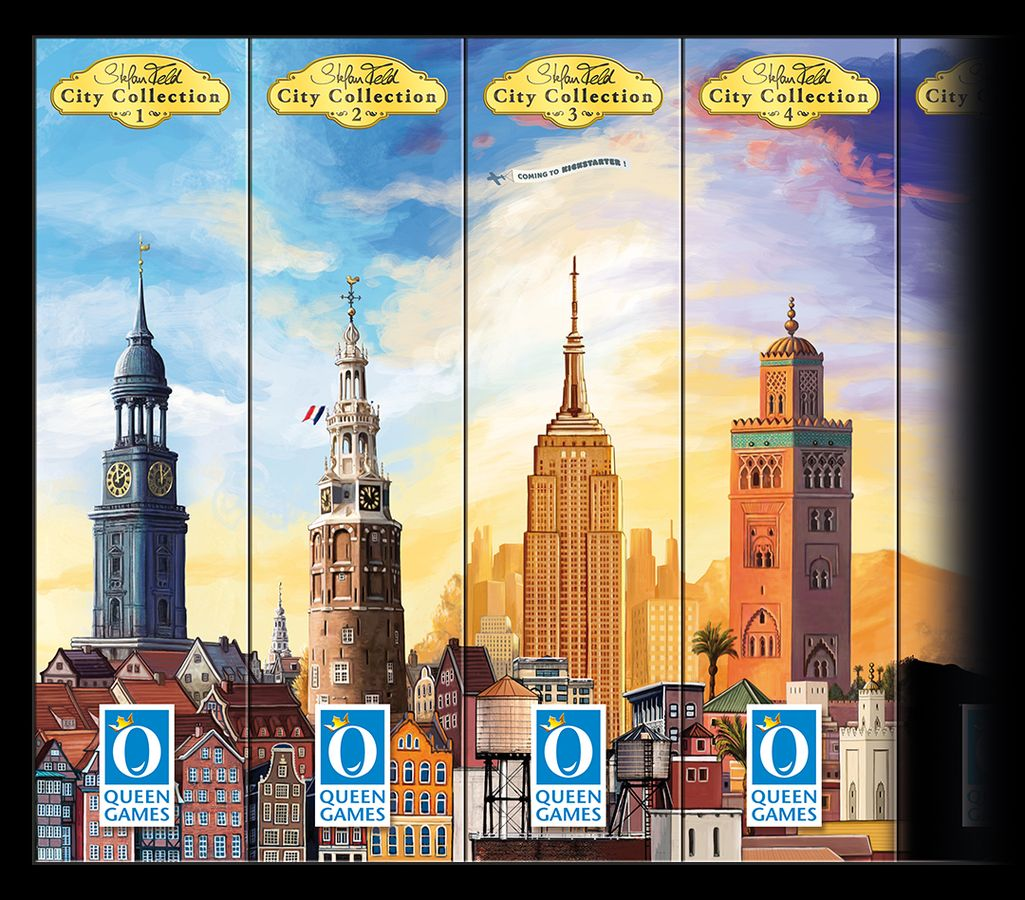 Stefan Feld
City Collection
1
Stefan Feld
City Collection
2
Stefan Feld
City Collection
3
Stefan Feld
City Collection
4
City
COMING TO KICKSTARTER !
QUEEN
GAMES
QUEEN
GAMES
QUEEN
GAMES
QUEEN
GAMES